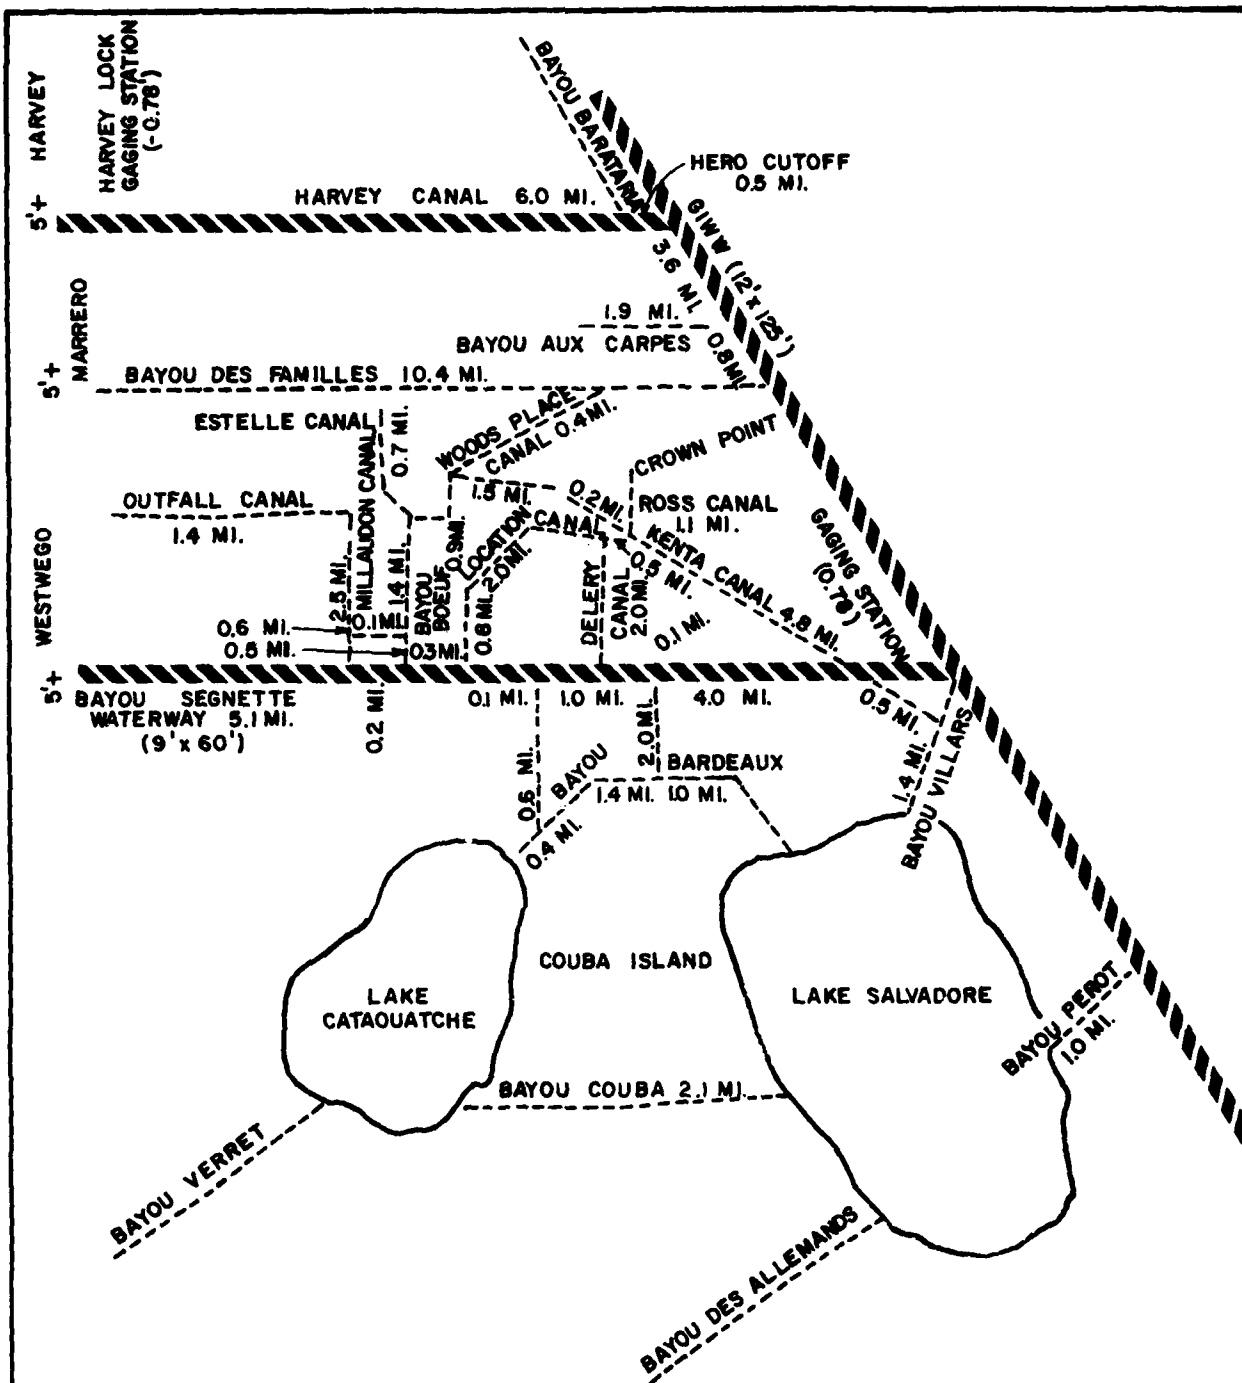 HARVEY
5'+
HARVEY LOCK
GAGING STATION
(-0.78')
BAYOU BARATARIA
HERO CUTOFF
0.5 MI.
HARVEY CANAL 6.0 MI.
GIWW (12' x 125')
3.6 MI.
MARRERO
5'+
1.9 MI.
BAYOU AUX CARPES
0.8 MI.
BAYOU DES FAMILLES 10.4 MI.
ESTELLE CANAL
0.7 MI.
WOODS PLACE
CANAL 0.4 MI.
CROWN POINT
OUTFALL CANAL
1.4 MI.
MILLAUDON CANAL
1.5 MI.
0.2 MI.
ROSS CANAL
1.1 MI.
KENTA CANAL 4.8 MI.
GAGING STATION
(0.78')
LOCATION
CANAL
0.9 MI.
2.0 MI.
0.5 MI.
WESTWEGO
5'+
2.5 MI.
1.4 MI.
BAYOU
BOEUF
0.8 MI.
DELERY
CANAL
2.0 MI.
0.1 MI.
0.6 MI.
0.1 MI.
0.5 MI.
0.3 MI.
BAYOU SEGNETTE
WATERWAY 5.1 MI.
(9' x 60')
0.2 MI.
0.1 MI.
1.0 MI.
4.0 MI.
0.5 MI.
0.6 MI.
2.0 MI.
BAYOU
BARDEAUX
0.4 MI.
1.4 MI. 1.0 MI.
1.4 MI.
BAYOU VILLARS
COUBA ISLAND
LAKE
CATAOUATCHE
LAKE SALVADORE
BAYOU PEROT
1.0 MI.
BAYOU COUBA 2.1 MI.
BAYOU VERRET
BAYOU DES ALLEMANDS